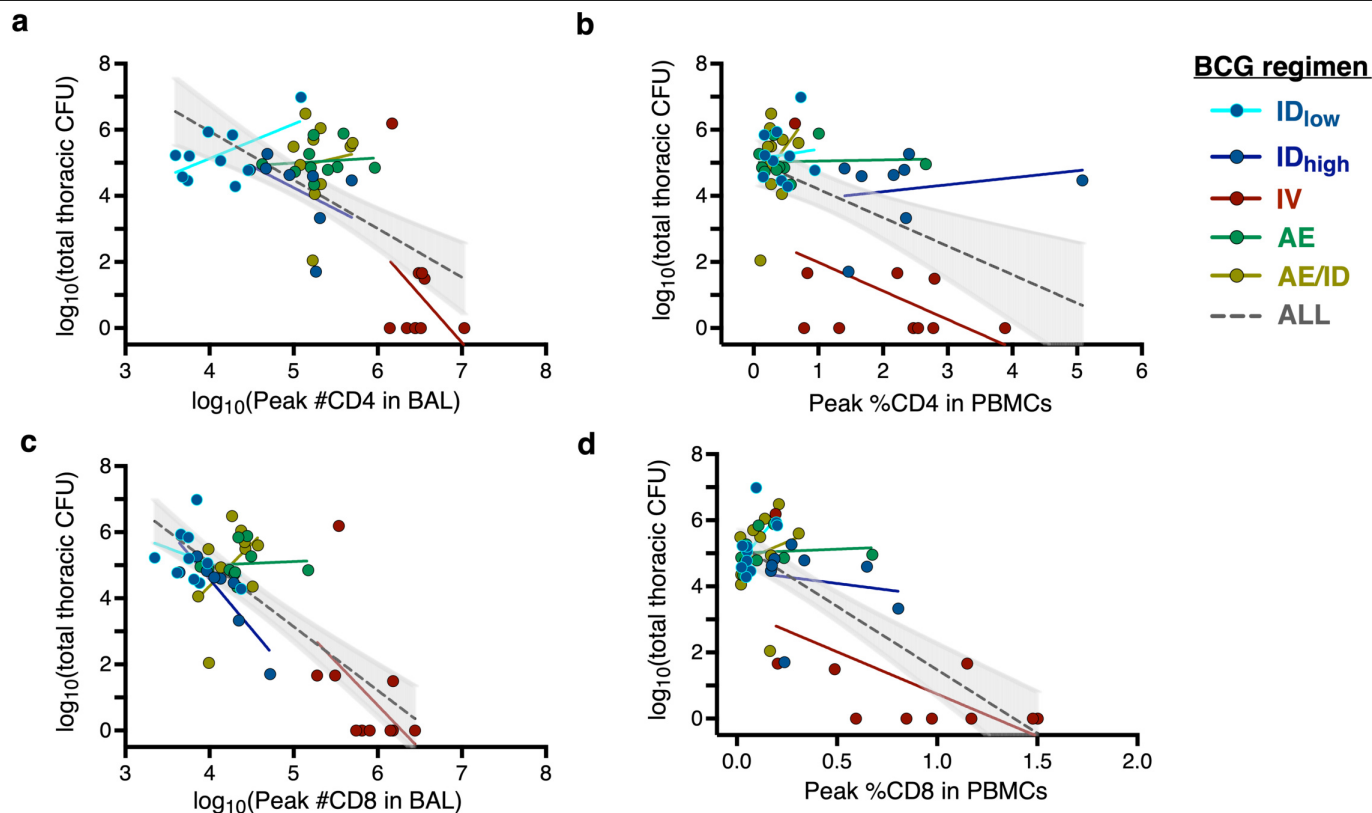 a
log10(total thoracic CFU)
8
6
4
2
0
3 4 5 6 7 8
log10(Peak #CD4 in BAL)
b
log10(total thoracic CFU)
8
6
4
2
0
0 1 2 3 4 5 6
Peak %CD4 in PBMCs
BCG regimen
IDlow
IDhigh
IV
AE
AE/ID
ALL
c
log10(total thoracic CFU)
8
6
4
2
0
3 4 5 6 7 8
log10(Peak #CD8 in BAL)
d
log10(total thoracic CFU)
8
6
4
2
0
0.0 0.5 1.0 1.5 2.0
Peak %CD8 in PBMCs